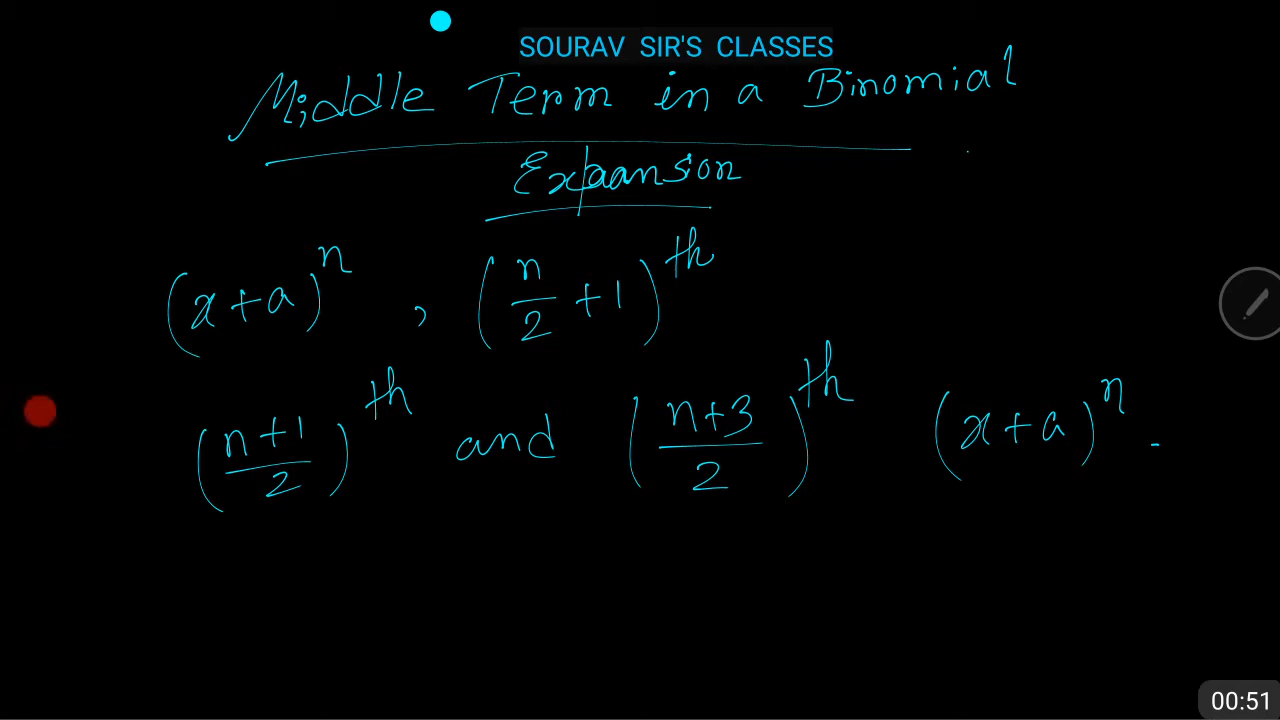 SOURAV SIR'S CLASSES
Middle Term in a Binomial
Expaansion
(x+a)^n , (n/2 +1)^th
((n+1)/2)^th and ((n+3)/2)^th (x+a)^n -
00:51